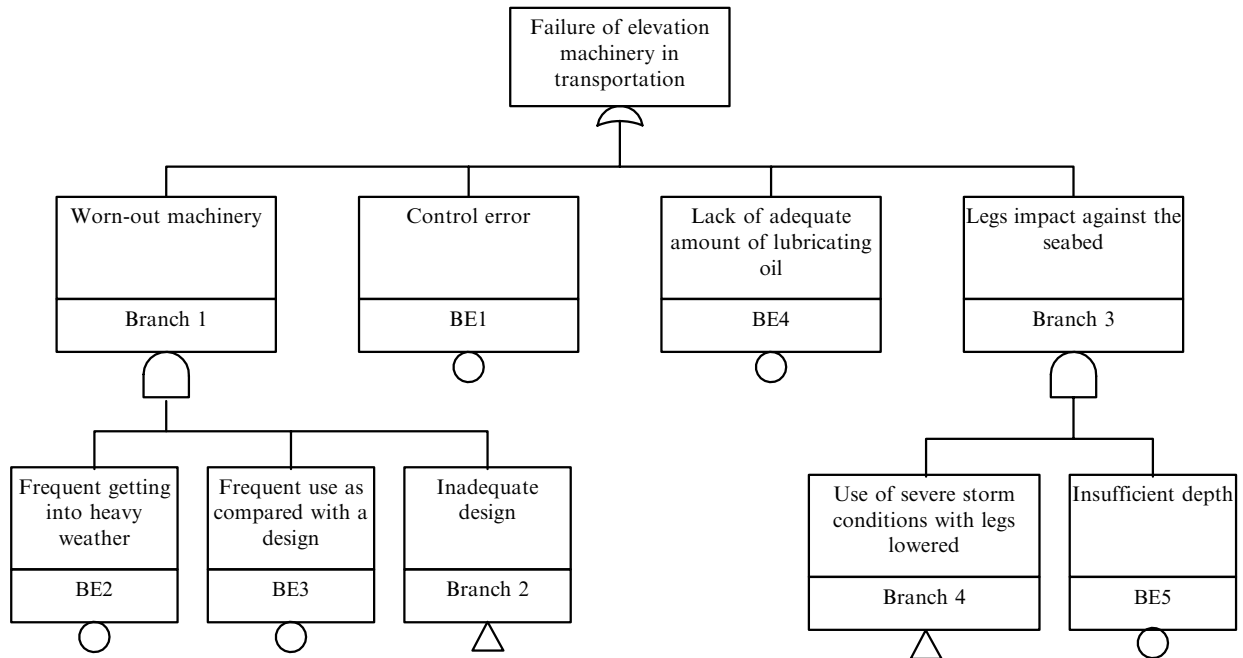 Failure of elevation
machinery in
transportation
Worn-out machinery
Branch 1
Control error
BE1
Lack of adequate
amount of lubricating
oil
BE4
Legs impact against the
seabed
Branch 3
Frequent getting
into heavy
weather
BE2
Frequent use as
compared with a
design
BE3
Inadequate
design
Branch 2
Use of severe storm
conditions with legs
lowered
Branch 4
Insufficient depth
BE5